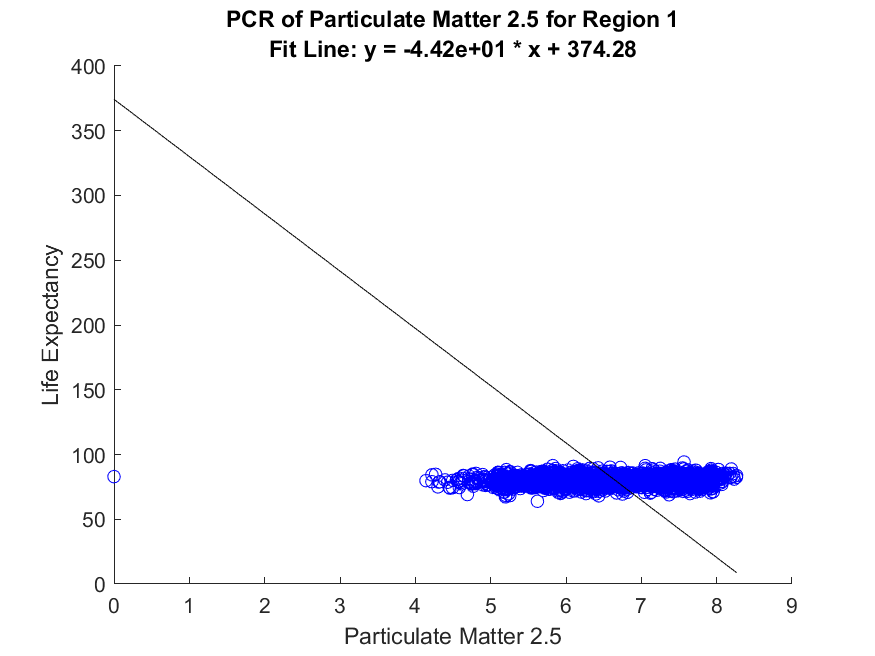 PCR of Particulate Matter 2.5 for Region 1
Fit Line: y = -4.42e+01 * x + 374.28
400
350
300
250
200
150
100
50
0
Life Expectancy
0 1 2 3 4 5 6 7 8 9
Particulate Matter 2.5